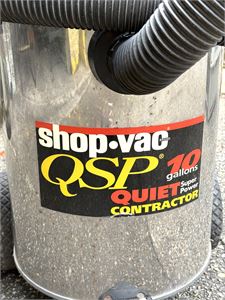 shop·vac®
QSP® 10
gallons
QUIET Super
Power
CONTRACTOR